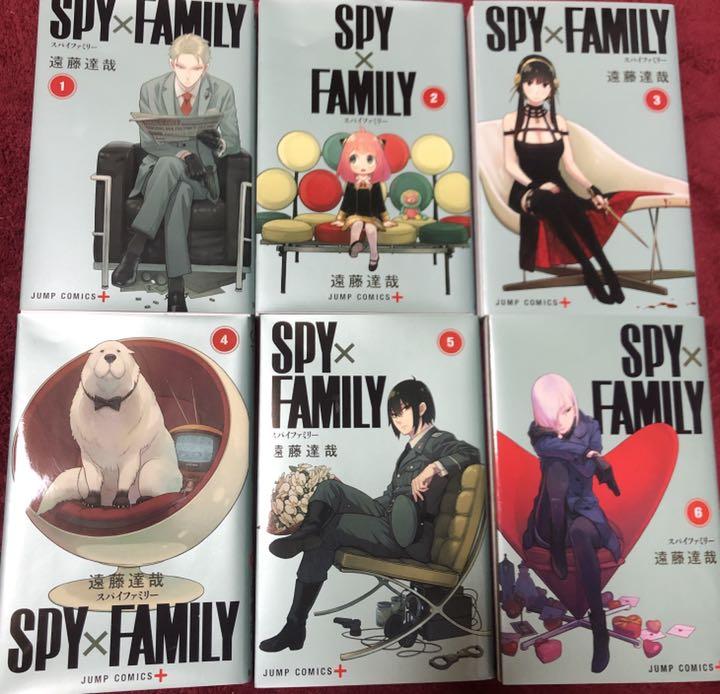 SPY×FAMILY
スパイファミリー
遠藤達哉
1
JUMP COMICS+
SPY
×
FAMILY
2
スパイファミリー
遠藤達哉
JUMP COMICS+
SPY×FAMILY
スパイファミリー
遠藤達哉
3
JUMP COMICS+
4
遠藤達哉
スパイファミリー
SPY×FAMILY
JUMP COMICS+
SPY×
FAMILY
5
スパイファミリー
遠藤達哉
JUMP COMICS+
SPY×
FAMILY
6
スパイファミリー
遠藤達哉
JUMP COMICS+